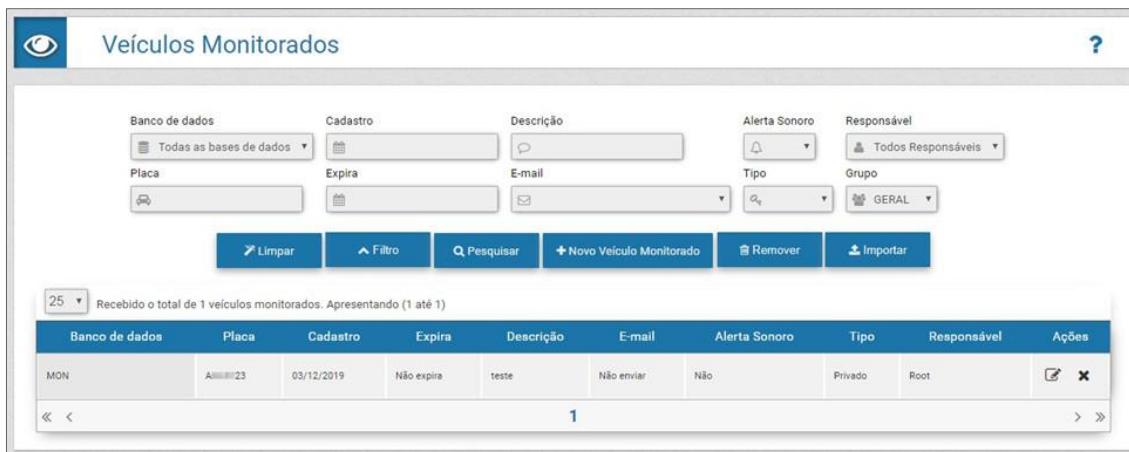 Veículos Monitorados ?
Banco de dados Cadastro Descrição Alerta Sonoro Responsável
Todas as bases de dados Todos Responsáveis
Placa Expira E-mail Tipo Grupo
GERAL
Limpar Filtro Pesquisar + Novo Veículo Monitorado Remover Importar
25 Recebido o total de 1 veículos monitorados. Apresentando (1 até 1)
Banco de dados Placa Cadastro Expira Descrição E-mail Alerta Sonoro Tipo Responsável Ações
MON 03/12/2019 Não expira teste Não enviar Não Privado Root
« < 1 > »